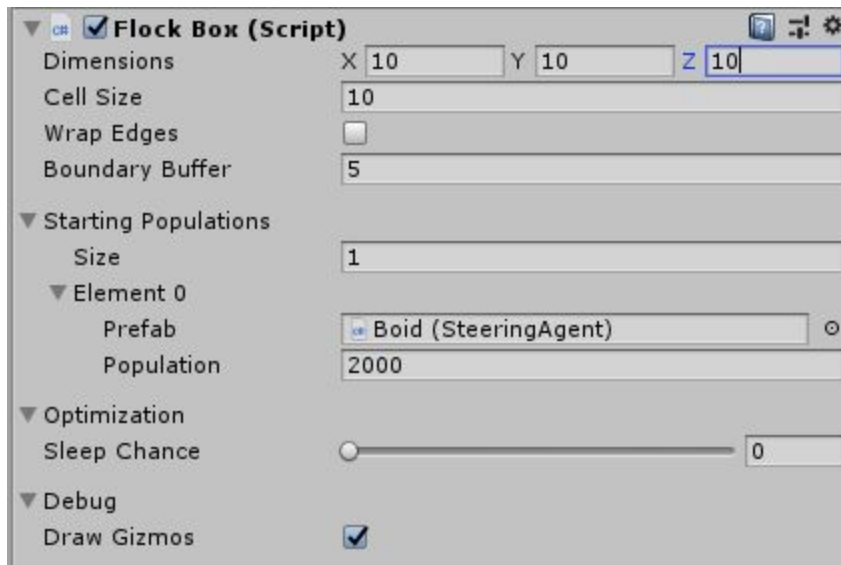 Flock Box (Script)
Dimensions X 10 Y 10 Z 10
Cell Size 10
Wrap Edges
Boundary Buffer 5
Starting Populations
Size 1
Element 0
Prefab Boid (SteeringAgent)
Population 2000
Optimization
Sleep Chance 0
Debug
Draw Gizmos